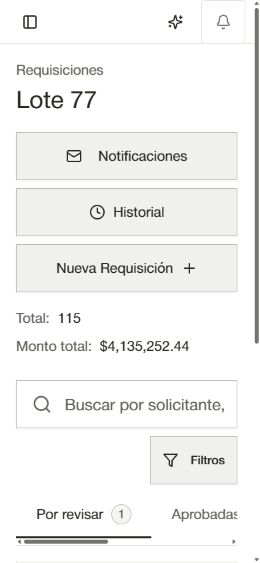 Requisiciones
Lote 77
Notificaciones
Historial
Nueva Requisición +
Total: 115
Monto total: $4,135,252.44
Buscar por solicitante,
Filtros
Por revisar 1 Aprobadas